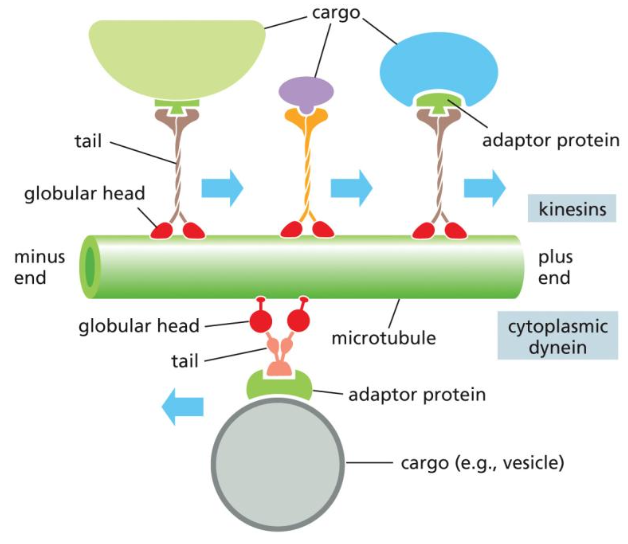 cargo
tail
adaptor protein
globular head
kinesins
minus
end
plus
end
globular head
microtubule
cytoplasmic
dynein
tail
adaptor protein
cargo (e.g., vesicle)